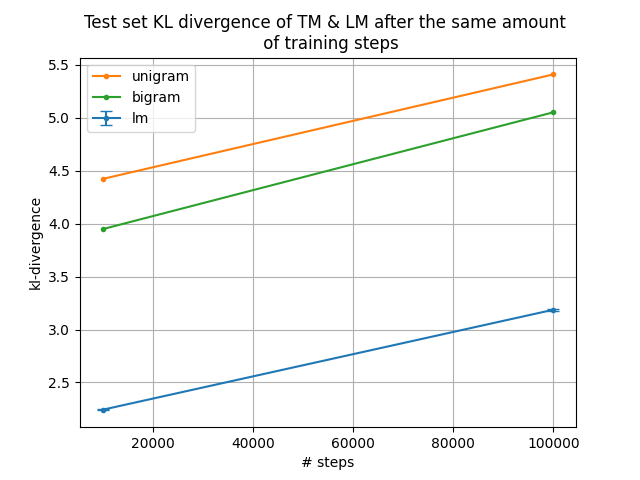 Test set KL divergence of TM & LM after the same amount
of training steps
5.5
5.0
4.5
4.0
3.5
3.0
2.5
kl-divergence
unigram
bigram
lm
20000 40000 60000 80000 100000
# steps